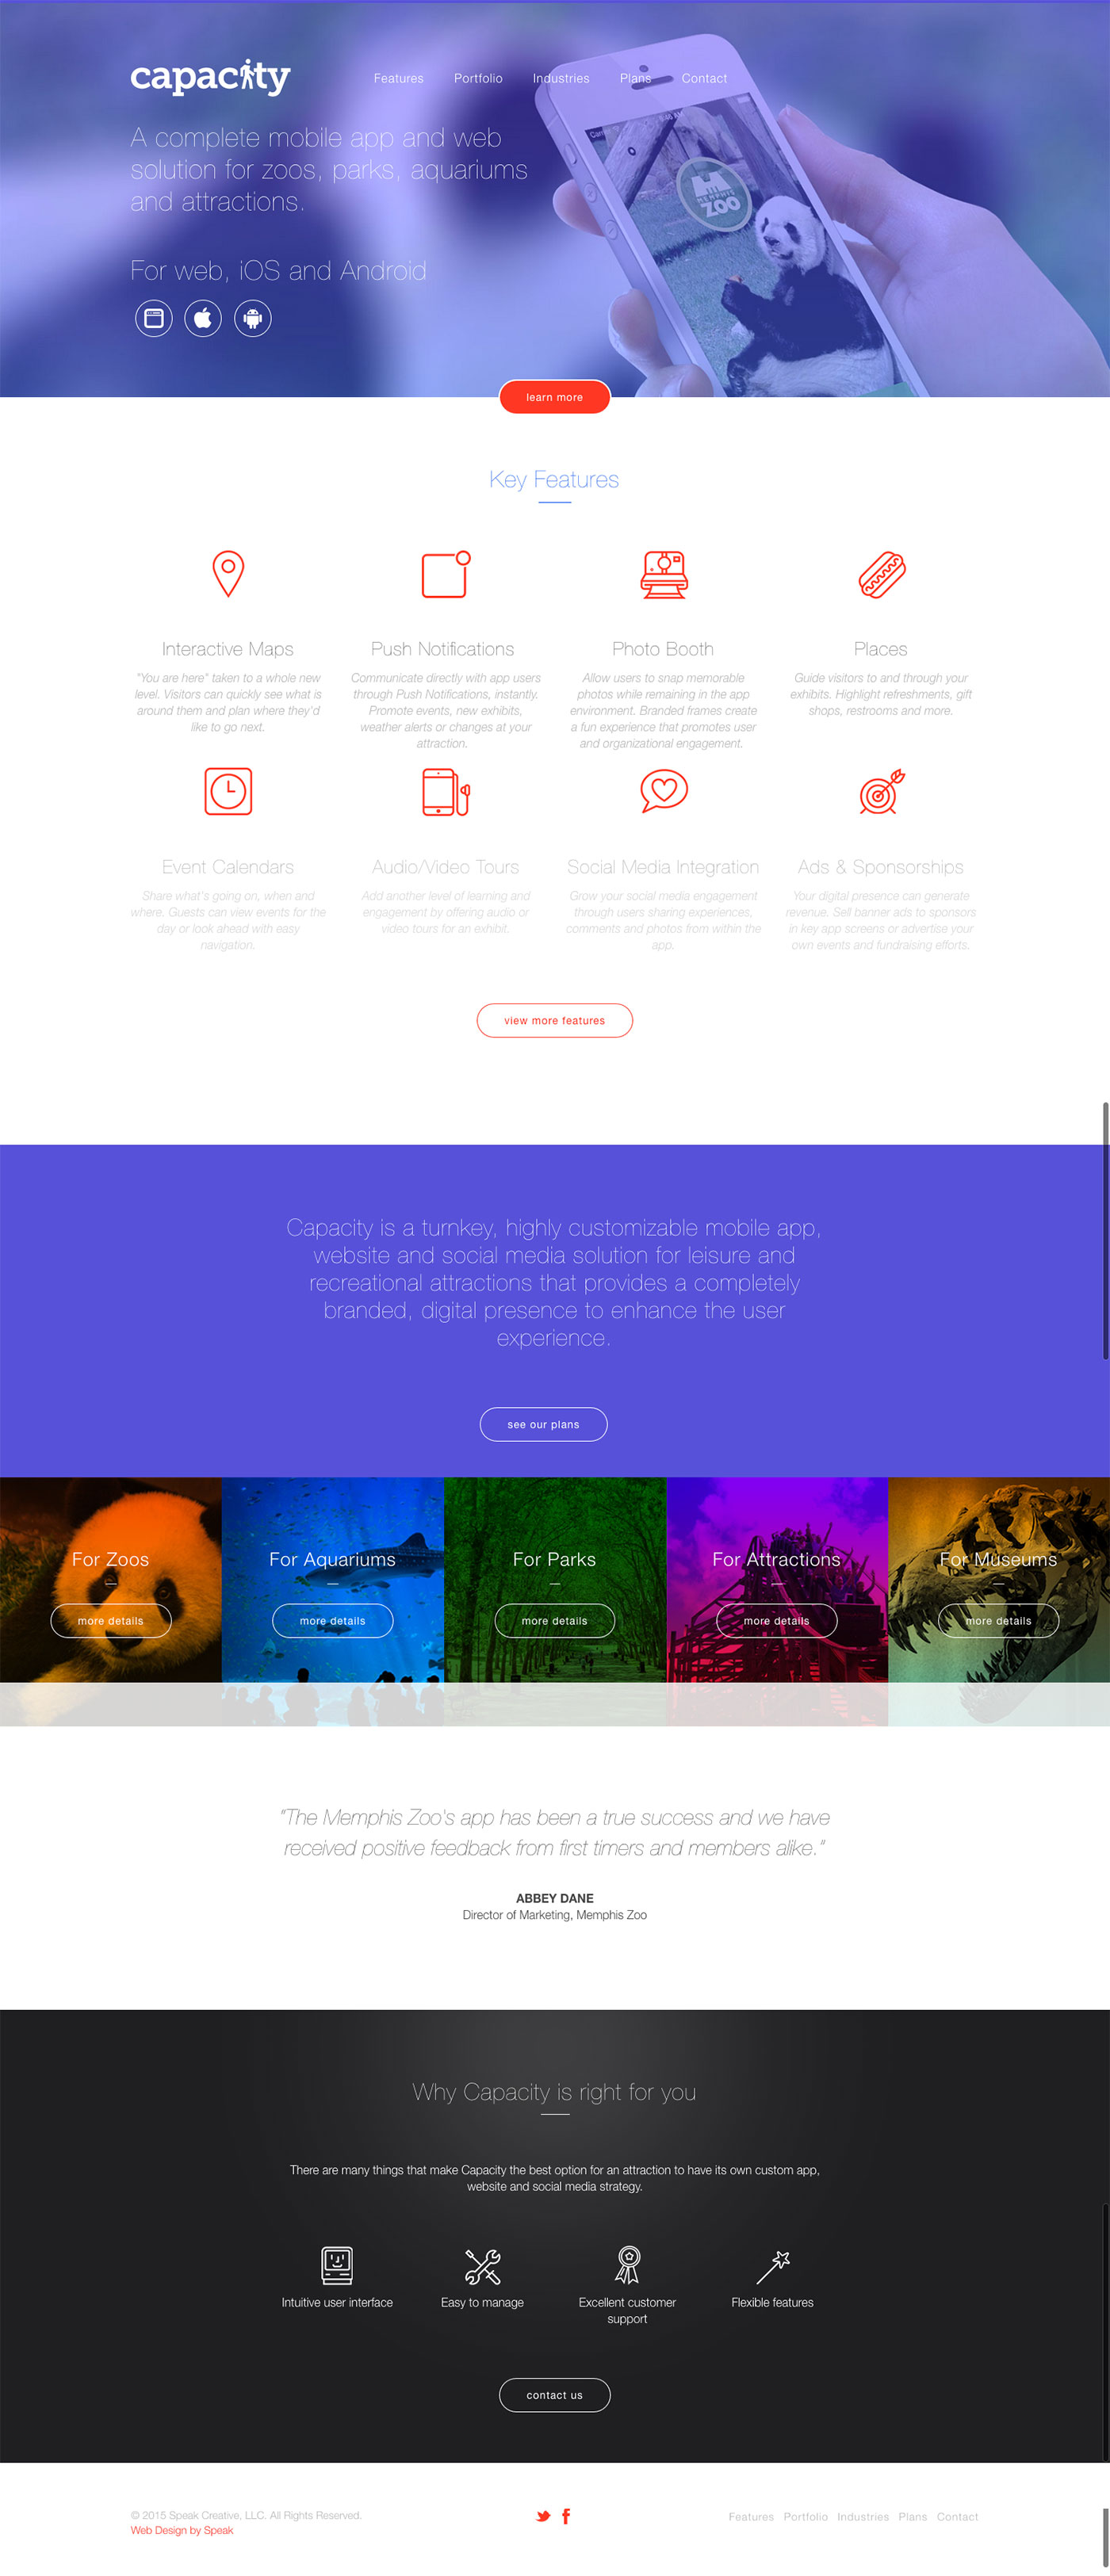 capacity
Features Portfolio Industries Plans Contact
A complete mobile app and web
solution for zoos, parks, aquariums
and attractions.
9:46 AM
MEMPHIS
ZOO
For web, iOS and Android
learn more
Key Features
Interactive Maps
"You are here" taken to a whole new
level. Visitors can quickly see what is
around them and plan where they'd
like to go next.
Push Notifications
Communicate directly with app users
through Push Notifications, instantly.
Promote events, new exhibits,
weather alerts or changes at your
attraction.
Photo Booth
Allow users to snap memorable
photos while remaining in the app
environment. Branded frames create
a fun experience that promotes user
and organizational engagement.
Places
Guide visitors to and through your
exhibits. Highlight refreshments, gift
shops, restrooms and more.
Event Calendars
Share what's going on, when and
where. Guests can view events for the
day or look ahead with easy
navigation.
Audio/Video Tours
Add another level of learning and
engagement by offering audio or
video tours for an exhibit.
Social Media Integration
Grow your social media engagement
through users sharing experiences,
comments and photos from within the
app.
Ads & Sponsorships
Your digital presence can generate
revenue. Sell banner ads to sponsors
in key app screens or advertise your
own events and fundraising efforts.
view more features
Capacity is a turnkey, highly customizable mobile app,
website and social media solution for leisure and
recreational attractions that provides a completely
branded, digital presence to enhance the user
experience.
see our plans
For Zoos
more details
For Aquariums
more details
For Parks
more details
For Attractions
more details
For Museums
more details
"The Memphis Zoo's app has been a true success and we have
received positive feedback from first timers and members alike."
ABBEY DANE
Director of Marketing, Memphis Zoo
Why Capacity is right for you
There are many things that make Capacity the best option for an attraction to have its own custom app,
website and social media strategy.
Intuitive user interface
Easy to manage
Excellent customer
support
Flexible features
contact us
© 2015 Speak Creative, LLC. All Rights Reserved.
Web Design by Speak
Features Portfolio Industries Plans Contact